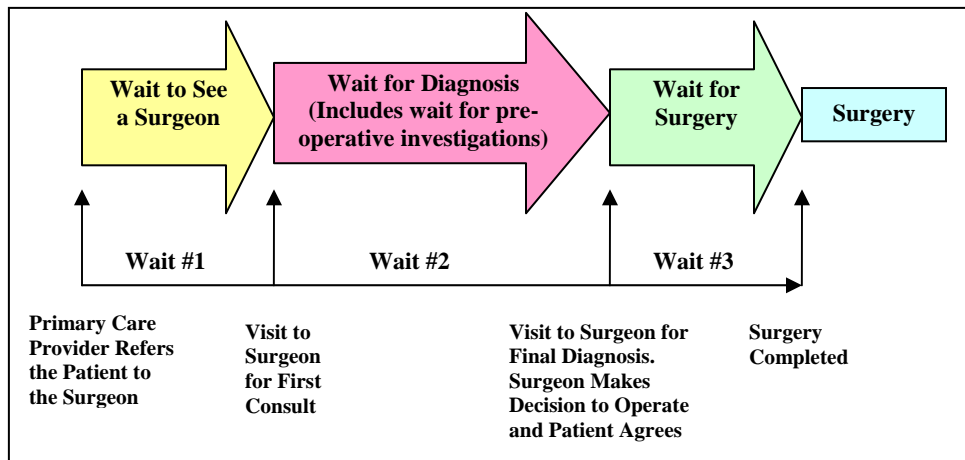 Wait to See
a Surgeon
Wait for Diagnosis
(Includes wait for pre-
operative investigations)
Wait for
Surgery
Surgery
Wait #1
Wait #2
Wait #3
Primary Care
Provider Refers
the Patient to
the Surgeon
Visit to
Surgeon
for First
Consult
Visit to Surgeon for
Final Diagnosis.
Surgeon Makes
Decision to Operate
and Patient Agrees
Surgery
Completed